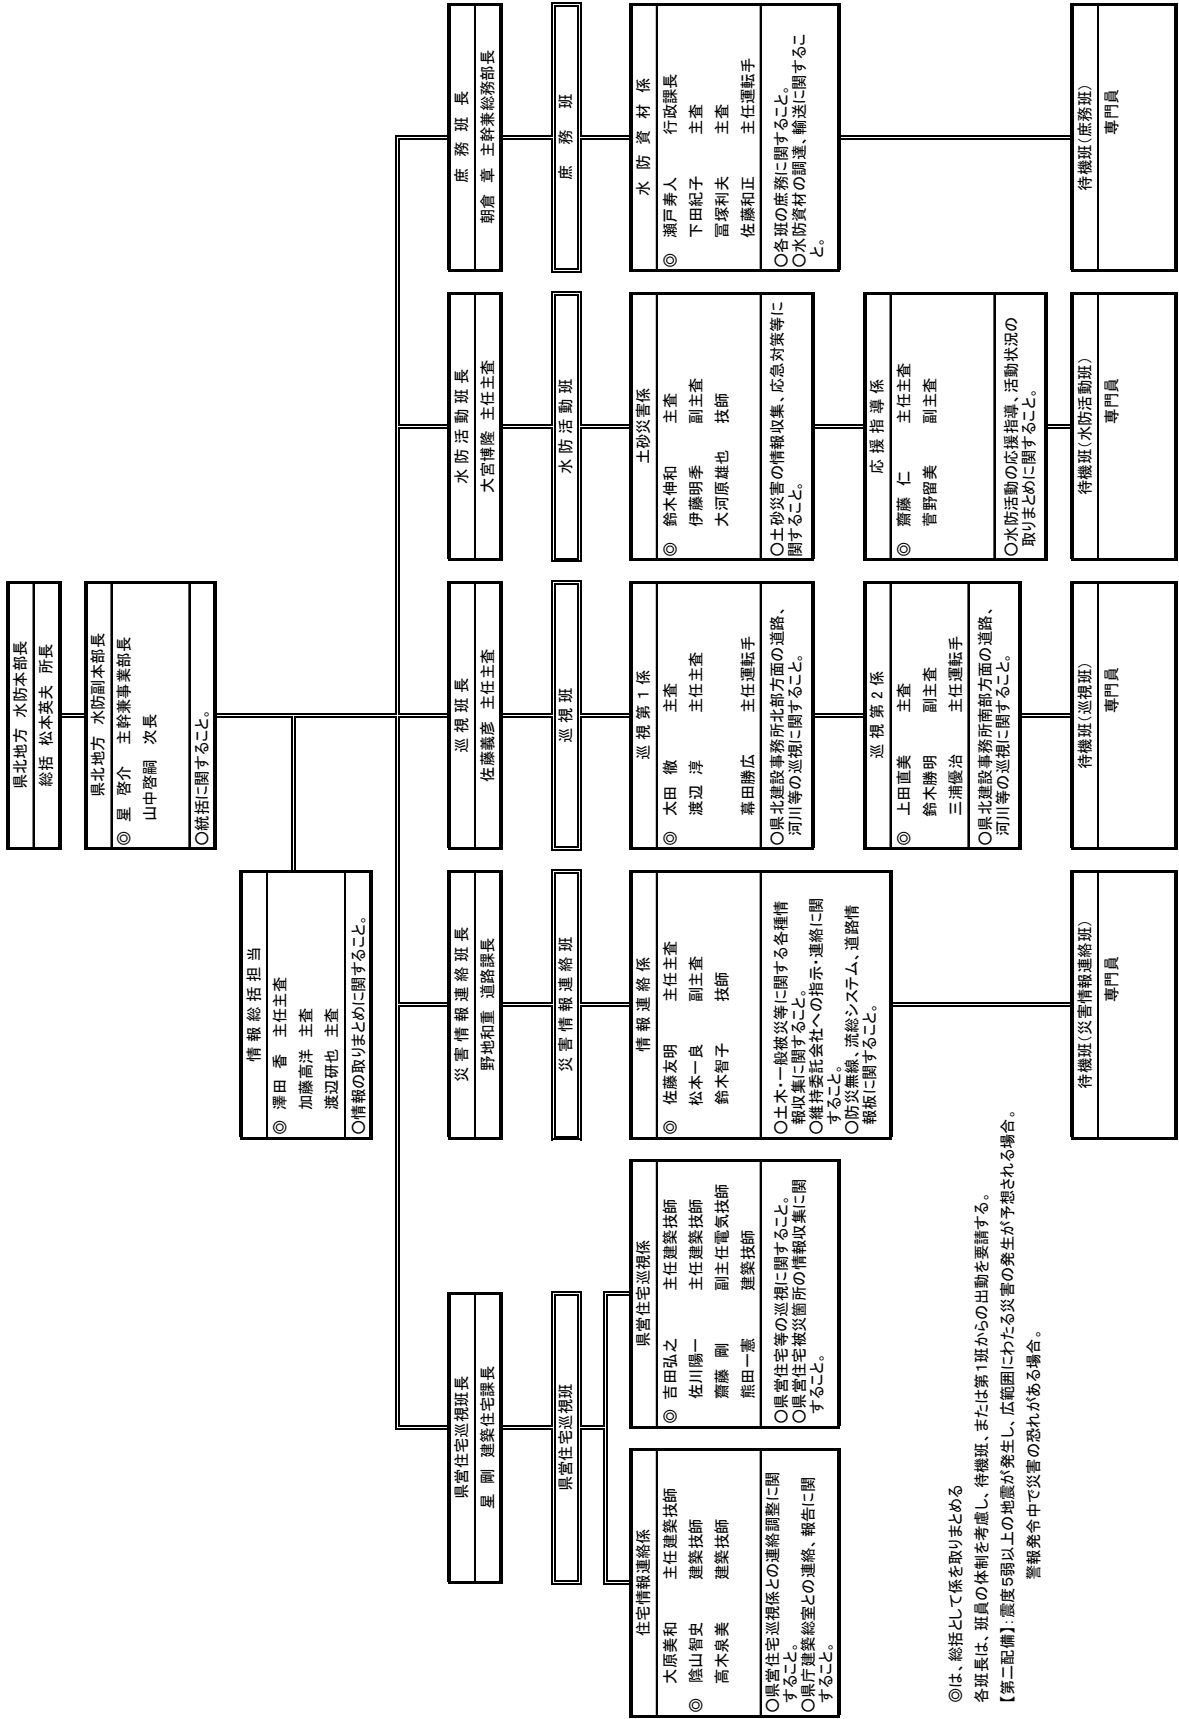 県北地方 水防本部長
総括 松本英夫 所長
県北地方 水防副本部長
◎ 星 啓介 主幹兼事業部長
山中啓嗣 次長
○統括に関すること。
情 報 総 括 担 当
◎ 澤田 香 主任主査
加藤高洋 主査
渡辺研也 主査
○情報の取りまとめに関すること。
県営住宅巡視班長
星 剛 建築住宅課長
災 害 情 報 連 絡 班 長
野地和重 道路課長
巡 視 班 長
佐藤義彦 主任主査
水 防 活 動 班 長
大宮博隆 主任主査
庶 務 班 長
朝倉 章 主幹兼総務部長
県営住宅巡視班
災 害 情 報 連 絡 班
巡 視 班
水 防 活 動 班
庶 務 班
住宅情報連絡係
大原美和 主任建築技師
◎ 陰山智史 建築技師
高木泉美 建築技師
○県営住宅巡視係との連絡調整に関
すること。
○県庁建築総室との連絡、報告に関
すること。
県営住宅巡視係
◎ 吉田弘之 主任建築技師
佐川陽一 主任建築技師
齋藤 剛 副主任電気技師
熊田一憲 建築技師
○県営住宅等の巡視に関すること。
○県営住宅被災箇所の情報収集に関
すること。
情 報 連 絡 係
◎ 佐藤友明 主任主査
松本一良 副主査
鈴木智子 技師
○土木・一般被災等に関する各種情
報収集に関すること。
○維持委託会社への指示・連絡に関
すること。
○防災無線、流総システム、道路情
報板に関すること。
巡 視 第 1 係
◎ 太田 徹 主査
渡辺 淳 主任主査
幕田勝広 主任運転手
○県北建設事務所北部方面の道路、
河川等の巡視に関すること。
土砂災害係
◎ 鈴木伸和 主査
伊藤明季 副主査
大河原雄也 技師
○土砂災害の情報収集、応急対策等に
関すること。
水 防 資 材 係
◎ 瀬戸寿人 行政課長
下田紀子 主査
冨塚利夫 主査
佐藤和正 主任運転手
○各班の庶務に関すること。
○水防資材の調達、輸送に関するこ
と。
巡 視 第 2 係
◎ 上田直美 主査
鈴木勝明 副主査
三浦優治 主任運転手
○県北建設事務所南部方面の道路、
河川等の巡視に関すること。
応 援 指 導 係
◎ 齋藤 仁 主任主査
菅野留美 副主査
○水防活動の応援指導、活動状況の
取りまとめに関すること。
待機班(災害情報連絡班)
専門員
待機班(巡視班)
専門員
待機班(水防活動班)
専門員
待機班(庶務班)
専門員
◎は、総括として係を取りまとめる
各班長は、班員の体制を考慮し、待機班、または第1班からの出動を要請する。
【第二配備】：震度5弱以上の地震が発生し、広範囲にわたる災害の発生が予想される場合。
警報発令中で災害の恐れがある場合。